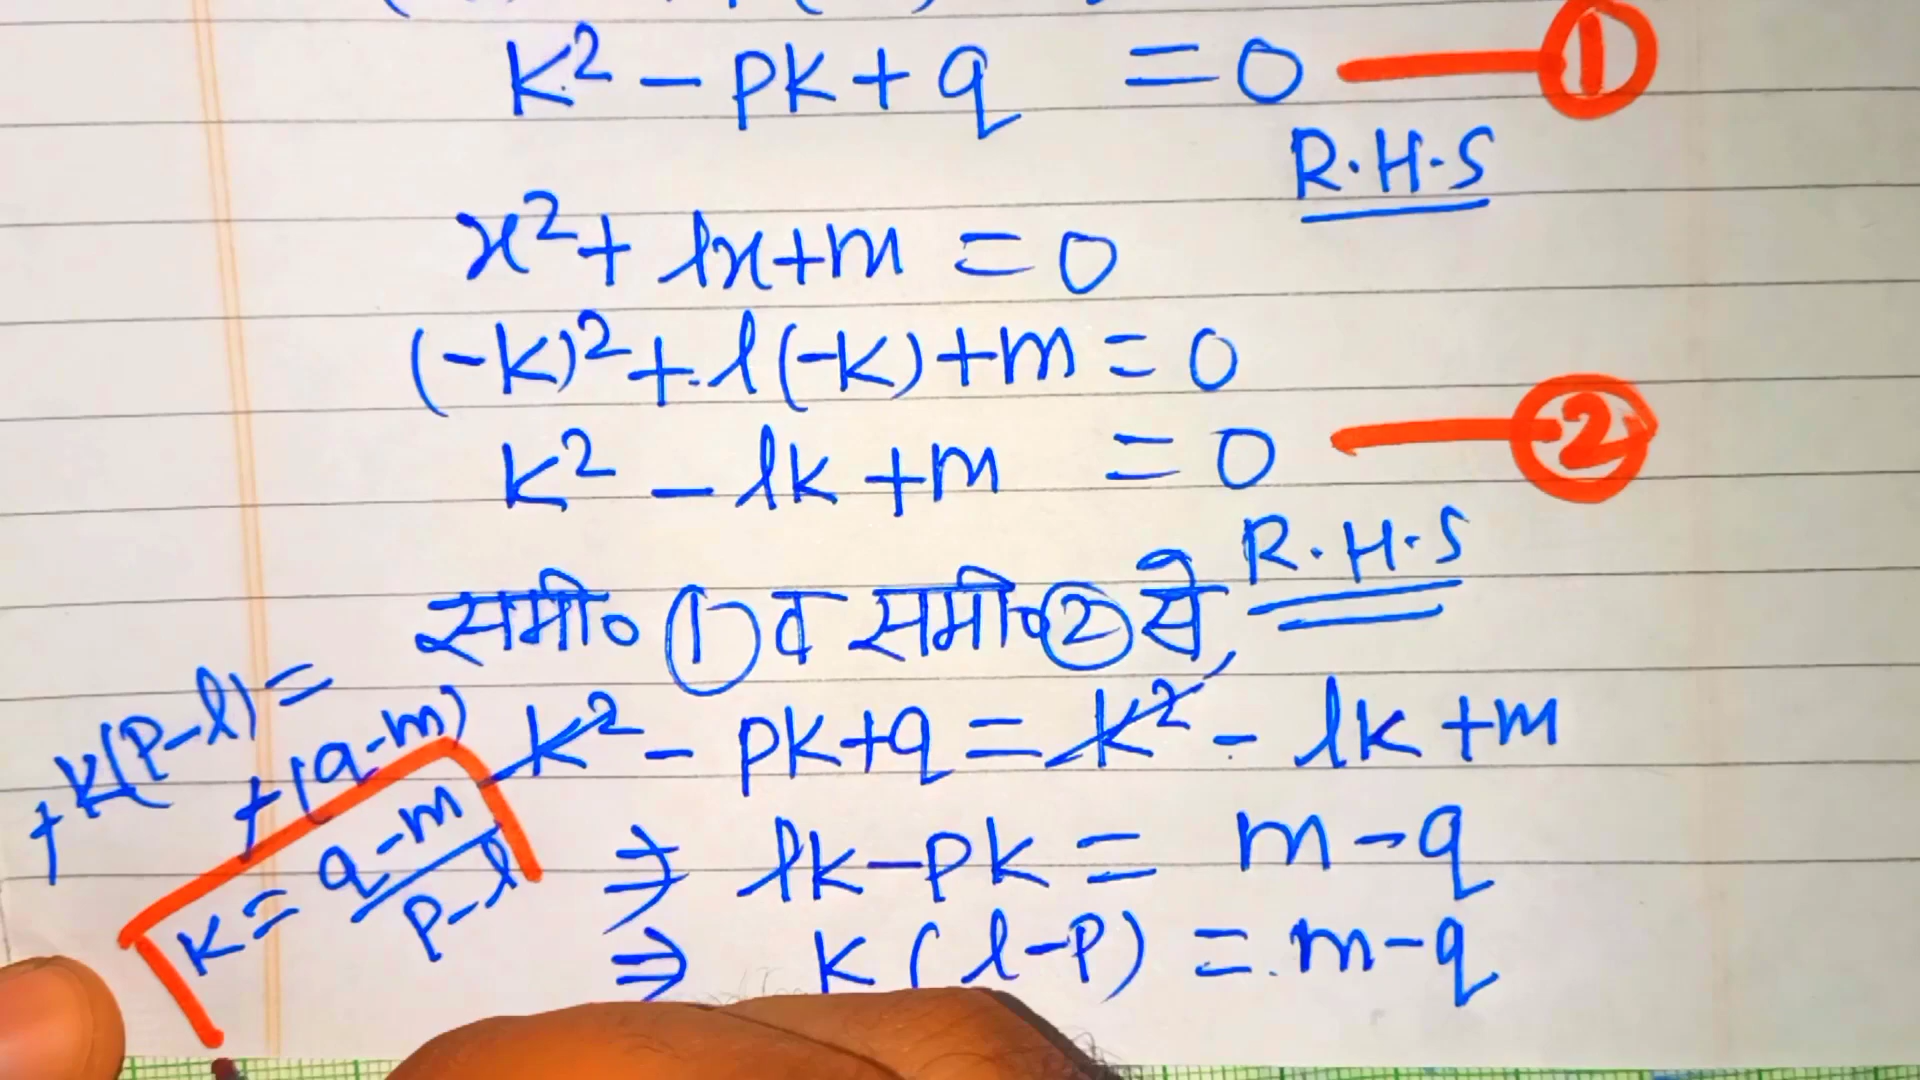 k² - pk + q = 0 — ①
R.H.S
x² + lx + m = 0
(-k)² + l(-k) + m = 0
k² - lk + m = 0 — ②
R.H.S
समी० ① व समी० ② से,
k² - pk + q = k² - lk + m
⇒ lk - pk = m - q
⇒ k(l - p) = m - q
+k(p-l) =
+(q-m)
k = (q-m)/(p-l)